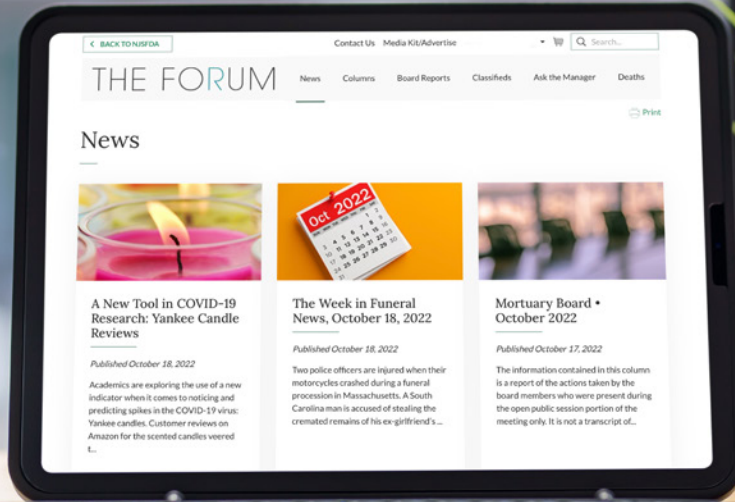 BACK TO NJSFDA
Contact Us Media Kit/Advertise
Search...
THE FORUM
News Columns Board Reports Classifieds Ask the Manager Deaths
Print
News
Oct 2022
A New Tool in COVID-19
Research: Yankee Candle
Reviews
Published October 18, 2022
Academics are exploring the use of a new
indicator when it comes to noticing and
predicting spikes in the COVID-19 virus:
Yankee candles. Customer reviews on
Amazon for the scented candles veered
t...
The Week in Funeral
News, October 18, 2022
Published October 18, 2022
Two police officers are injured when their
motorcycles crashed during a funeral
procession in Massachusetts. A South
Carolina man is accused of stealing the
cremated remains of his ex-girlfriend's ...
Mortuary Board •
October 2022
Published October 17, 2022
The information contained in this column
is a report of the actions taken by the
board members who were present during
the open public session portion of the
meeting only. It is not a transcript of...